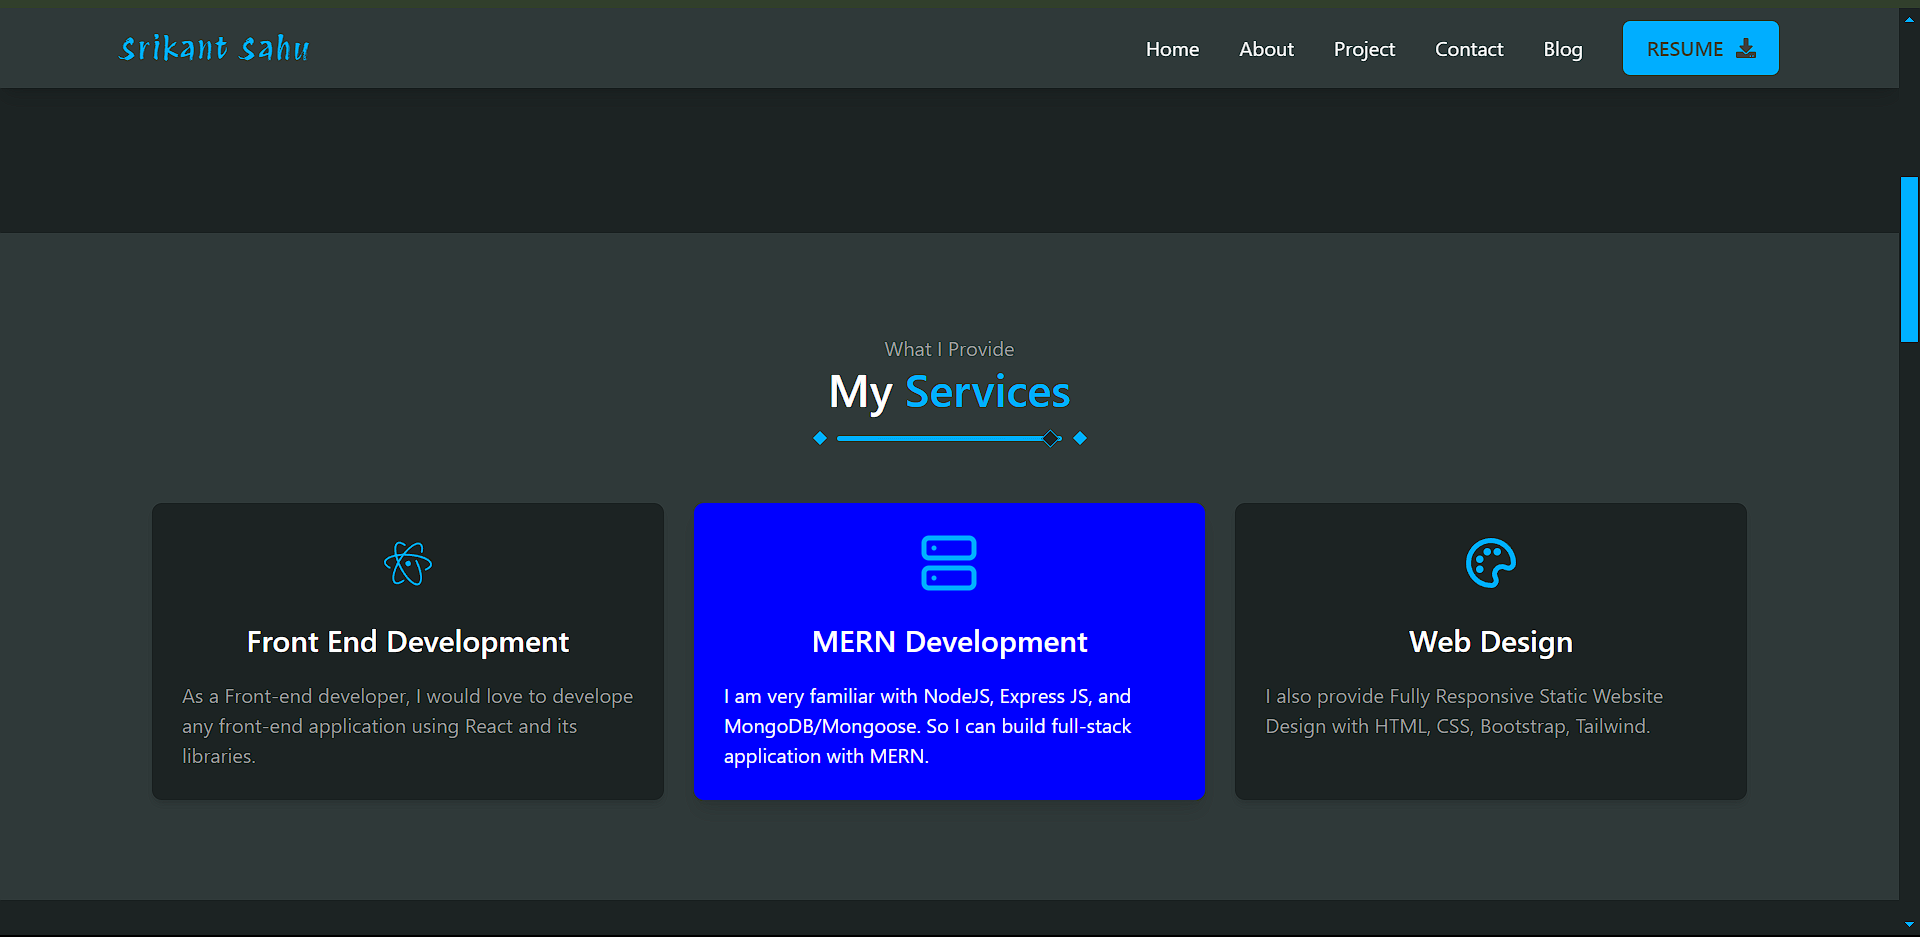 Srikant Sahu
Home
About
Project
Contact
Blog
RESUME
What I Provide
My Services
Front End Development
As a Front-end developer, I would love to develope
any front-end application using React and its
libraries.
MERN Development
I am very familiar with NodeJS, Express JS, and
MongoDB/Mongoose. So I can build full-stack
application with MERN.
Web Design
I also provide Fully Responsive Static Website
Design with HTML, CSS, Bootstrap, Tailwind.